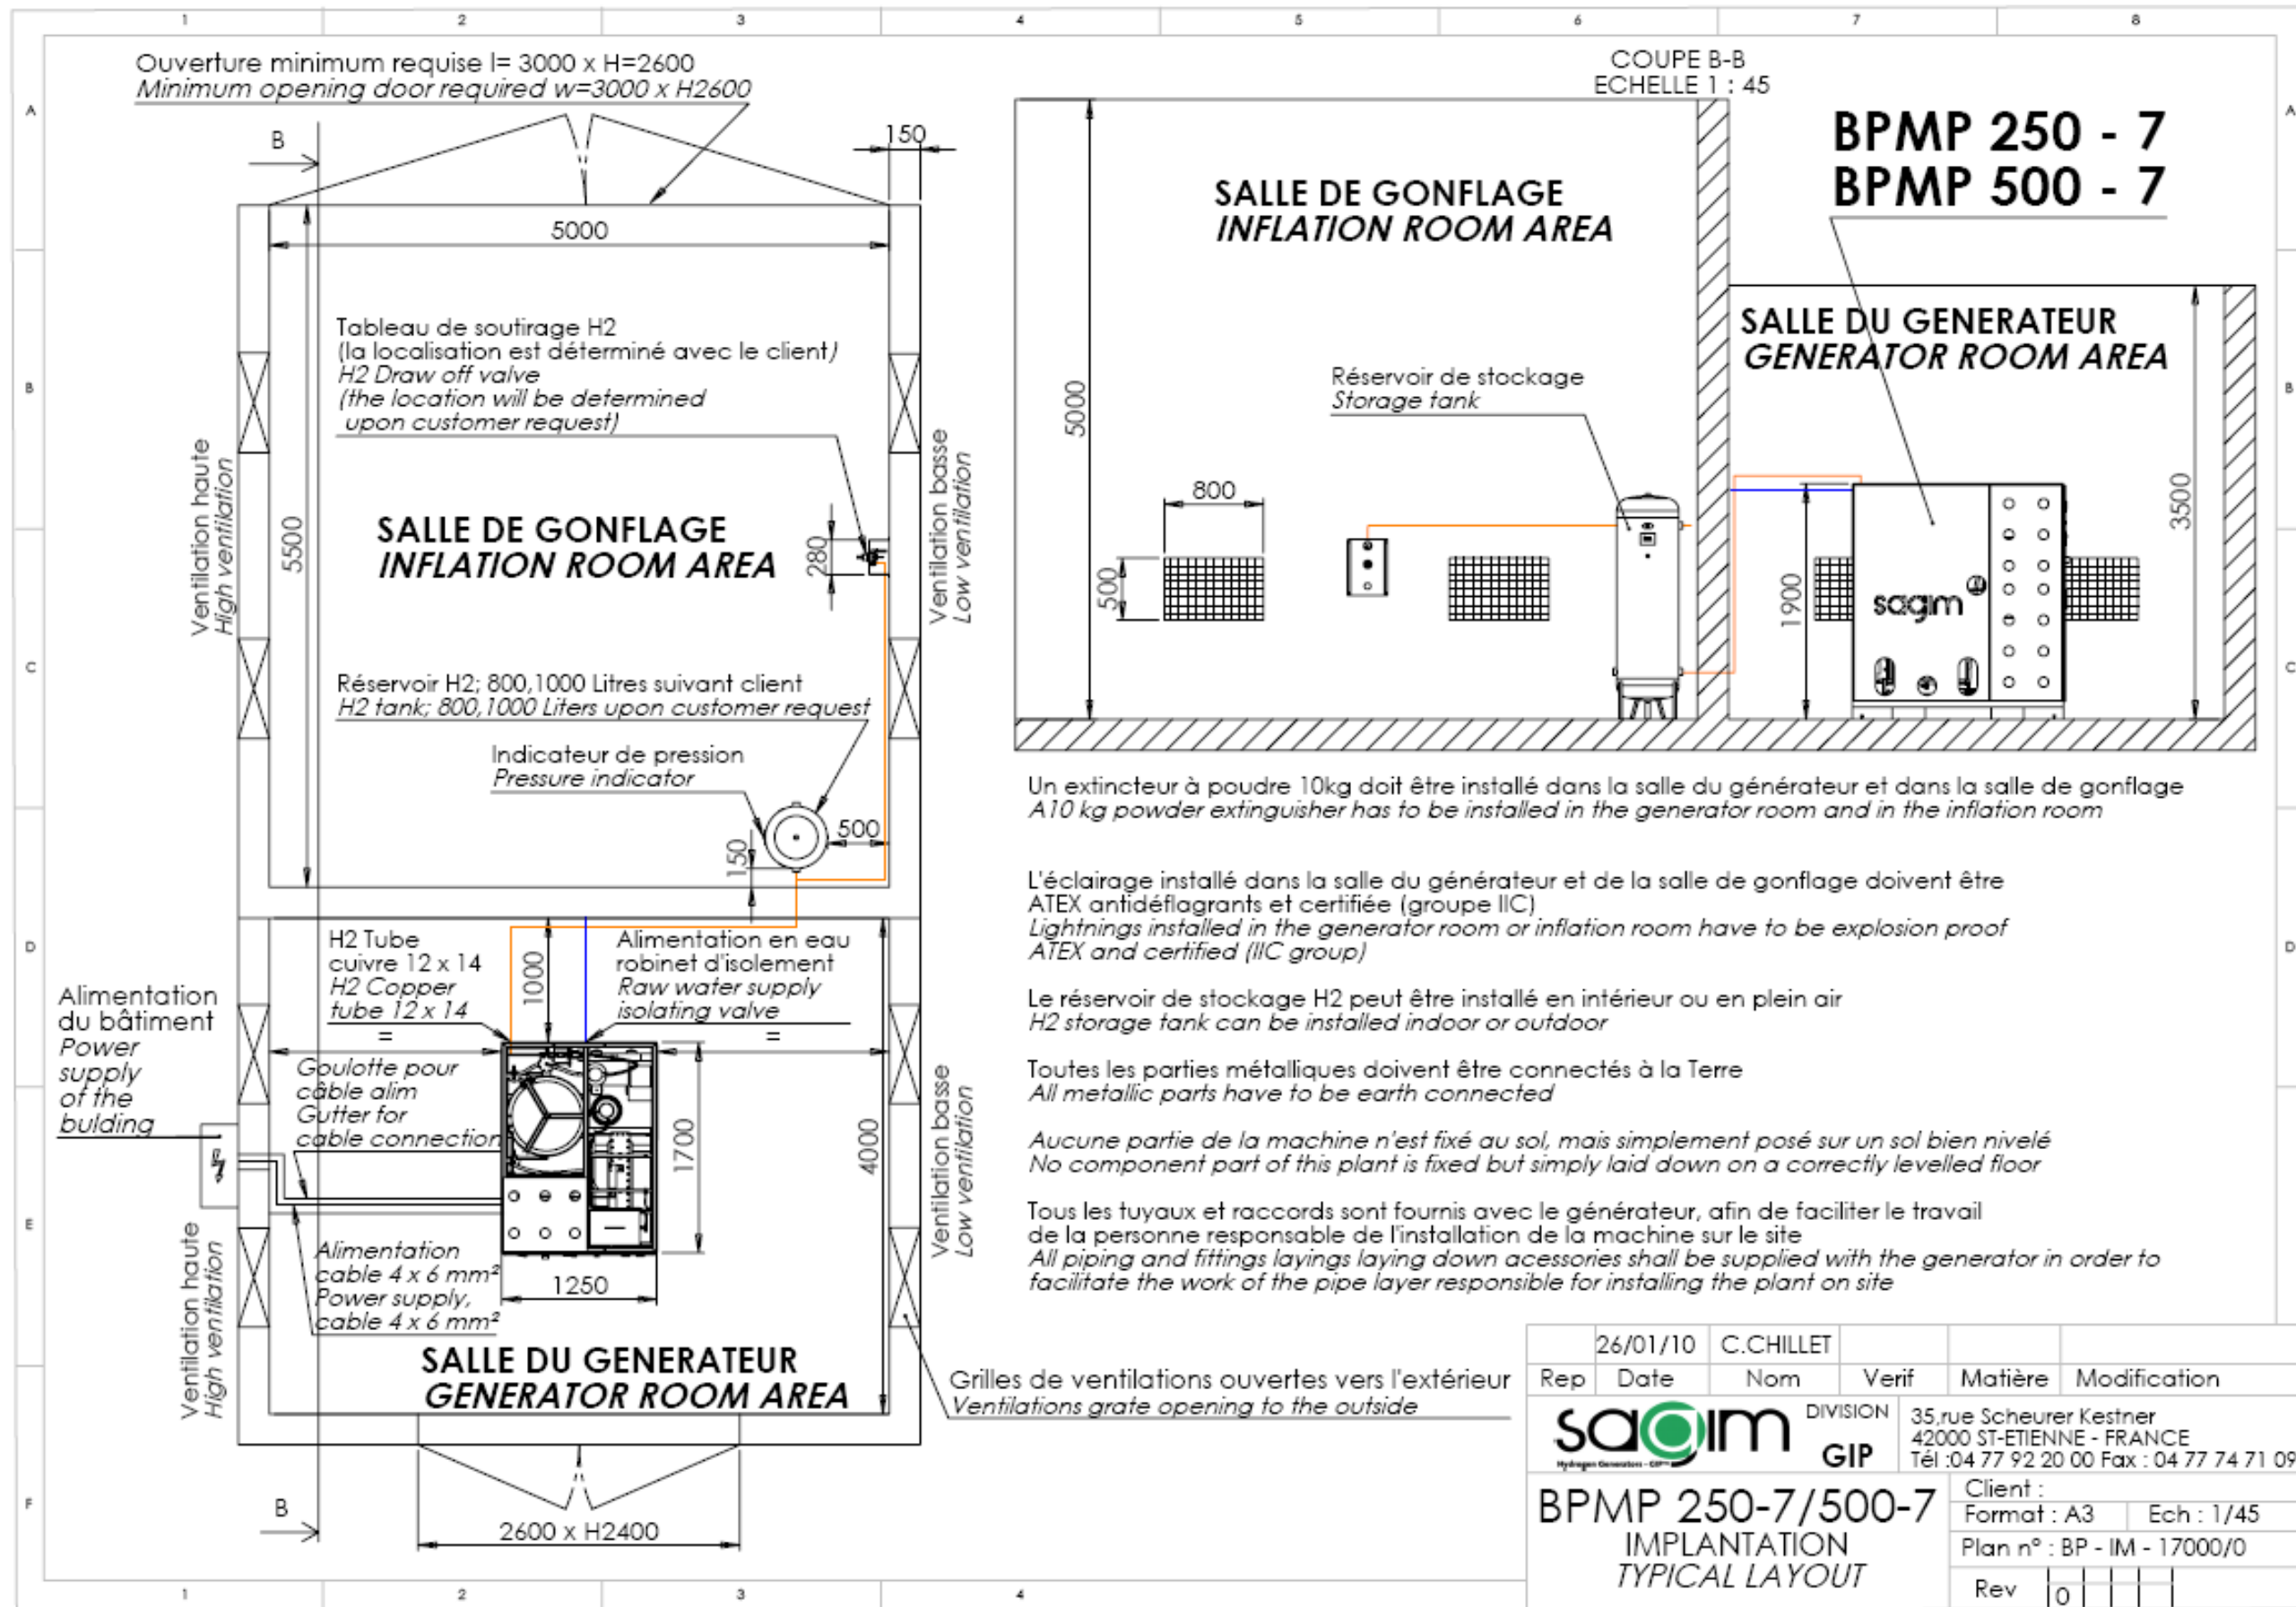 1 2 3 4 5 6 7 8
A
B
C
D
E
F
A
B
C
D
Ouverture minimum requise l= 3000 x H=2600
Minimum opening door required w=3000 x H2600
B
150
5000
Tableau de soutirage H2
(la localisation est déterminé avec le client)
H2 Draw off valve
(the location will be determined
upon customer request)
Ventilation haute
High ventilation
5500
SALLE DE GONFLAGE
INFLATION ROOM AREA
280
Ventilation basse
Low ventilation
Réservoir H2; 800,1000 Litres suivant client
H2 tank; 800,1000 Liters upon customer request
Indicateur de pression
Pressure indicator
500
150
H2 Tube
cuivre 12 x 14
H2 Copper
tube 12 x 14
=
1000
Alimentation en eau
robinet d'isolement
Raw water supply
isolating valve
=
Alimentation
du bâtiment
Power
supply
of the
bulding
Goulotte pour
câble alim
Gutter for
cable connection
1700
4000
Ventilation basse
Low ventilation
Ventilation haute
High ventilation
Alimentation
cable 4 x 6 mm²
Power supply,
cable 4 x 6 mm²
1250
SALLE DU GENERATEUR
GENERATOR ROOM AREA
Grilles de ventilations ouvertes vers l'extérieur
Ventilations grate opening to the outside
B
2600 x H2400
1 2 3 4
COUPE B-B
ECHELLE 1 : 45
BPMP 250 - 7
BPMP 500 - 7
SALLE DE GONFLAGE
INFLATION ROOM AREA
SALLE DU GENERATEUR
GENERATOR ROOM AREA
Réservoir de stockage
Storage tank
5000
800
500
1900
sagim
3500
Un extincteur à poudre 10kg doit être installé dans la salle du générateur et dans la salle de gonflage
A10 kg powder extinguisher has to be installed in the generator room and in the inflation room
L'éclairage installé dans la salle du générateur et de la salle de gonflage doivent être
ATEX antidéflagrants et certifiée (groupe IIC)
Lightnings installed in the generator room or inflation room have to be explosion proof
ATEX and certified (IIC group)
Le réservoir de stockage H2 peut être installé en intérieur ou en plein air
H2 storage tank can be installed indoor or outdoor
Toutes les parties métalliques doivent être connectés à la Terre
All metallic parts have to be earth connected
Aucune partie de la machine n'est fixé au sol, mais simplement posé sur un sol bien nivelé
No component part of this plant is fixed but simply laid down on a correctly levelled floor
Tous les tuyaux et raccords sont fournis avec le générateur, afin de faciliter le travail
de la personne responsable de l'installation de la machine sur le site
All piping and fittings layings laying down acessories shall be supplied with the generator in order to
facilitate the work of the pipe layer responsible for installing the plant on site
26/01/10 C.CHILLET
Rep Date Nom Verif Matière Modification
sagim
Hydrogen Generators - GIP
DIVISION
GIP
35,rue Scheurer Kestner
42000 ST-ETIENNE - FRANCE
Tél :04 77 92 20 00 Fax : 04 77 74 71 09
BPMP 250-7/500-7
IMPLANTATION
TYPICAL LAYOUT
Client :
Format : A3 Ech : 1/45
Plan n° : BP - IM - 17000/0
Rev 0